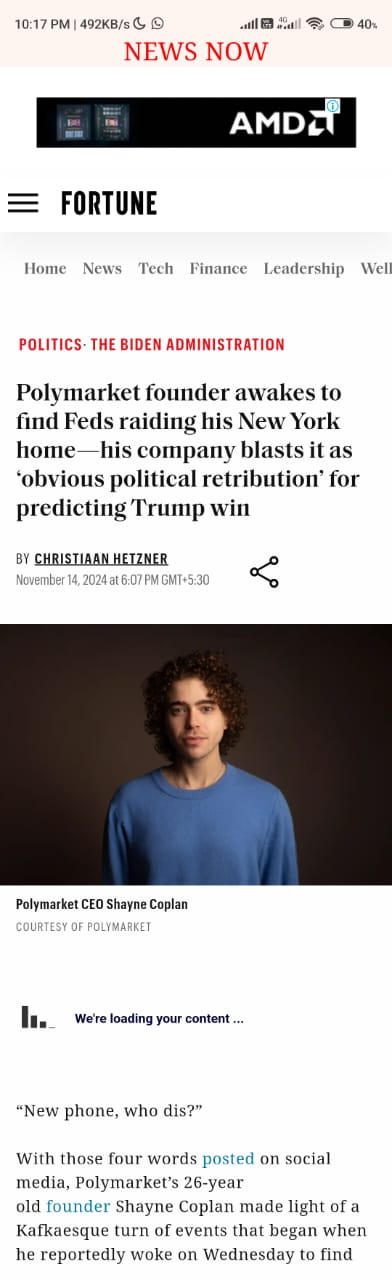 10:17 PM | 492KB/s
4G
40%
NEWS NOW
AMD
FORTUNE
Home News Tech Finance Leadership Well
POLITICS· THE BIDEN ADMINISTRATION
Polymarket founder awakes to
find Feds raiding his New York
home—his company blasts it as
‘obvious political retribution’ for
predicting Trump win
BY CHRISTIAAN HETZNER
November 14, 2024 at 6:07 PM GMT+5:30
Polymarket CEO Shayne Coplan
COURTESY OF POLYMARKET
We're loading your content ...
“New phone, who dis?”
With those four words posted on social
media, Polymarket’s 26-year
old founder Shayne Coplan made light of a
Kafkaesque turn of events that began when
he reportedly woke on Wednesday to find